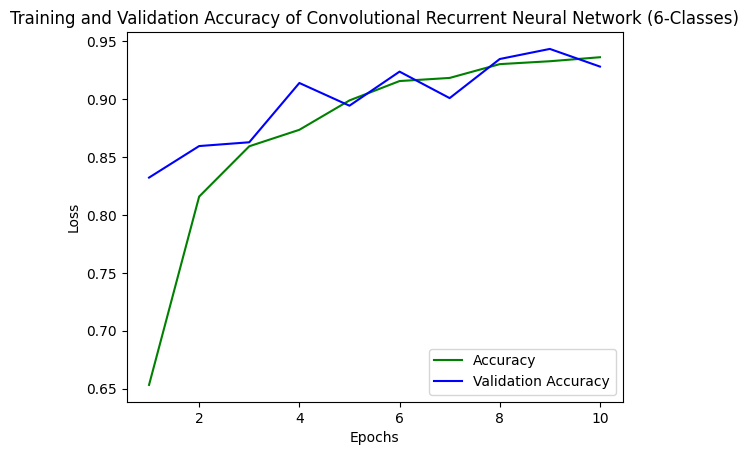 Training and Validation Accuracy of Convolutional Recurrent Neural Network (6-Classes)
0.95
0.90
0.85
0.80
0.75
0.70
0.65
Loss
Accuracy
Validation Accuracy
2 4 6 8 10
Epochs